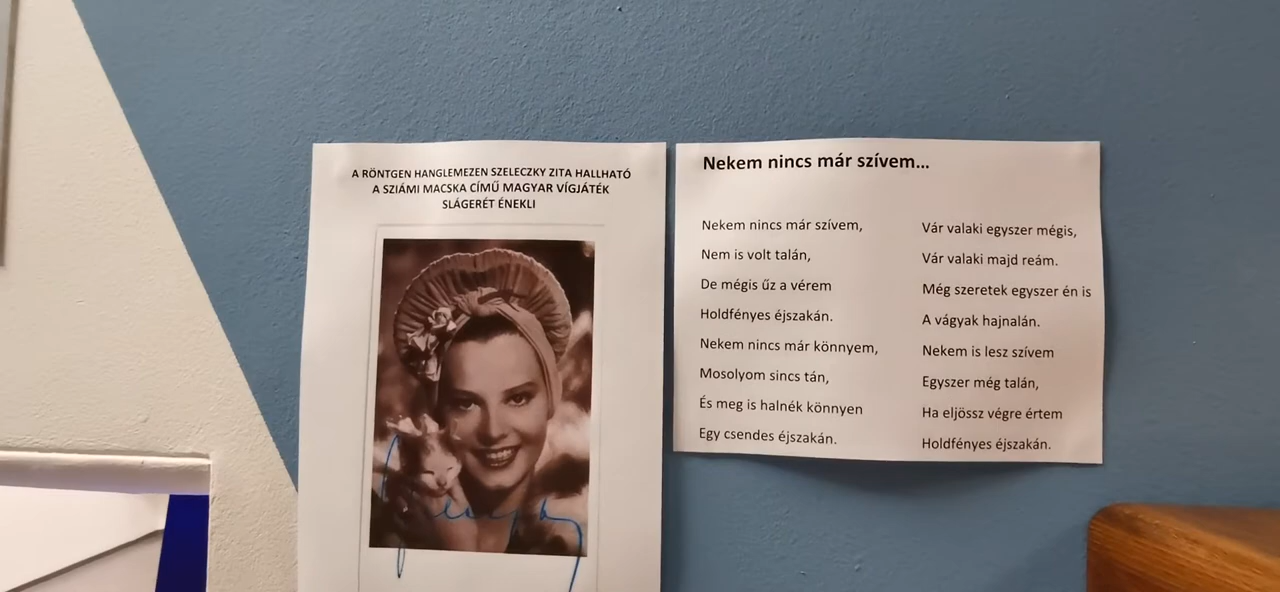 A RÖNTGEN HANGLEMEZEN SZELECZKY ZITA HALLHATÓ
A SZIÁMI MACSKA CÍMŰ MAGYAR VÍGJÁTÉK
SLÁGERÉT ÉNEKLI
Nekem nincs már szívem...
Nekem nincs már szívem,
Nem is volt talán,
De mégis űz a vérem
Holdfényes éjszakán.
Nekem nincs már könnyem,
Mosolyom sincs tán,
És meg is halnék könnyen
Egy csendes éjszakán.
Vár valaki egyszer mégis,
Vár valaki majd reám.
Még szeretek egyszer én is
A vágyak hajnalán.
Nekem is lesz szívem
Egyszer még talán,
Ha eljössz végre értem
Holdfényes éjszakán.